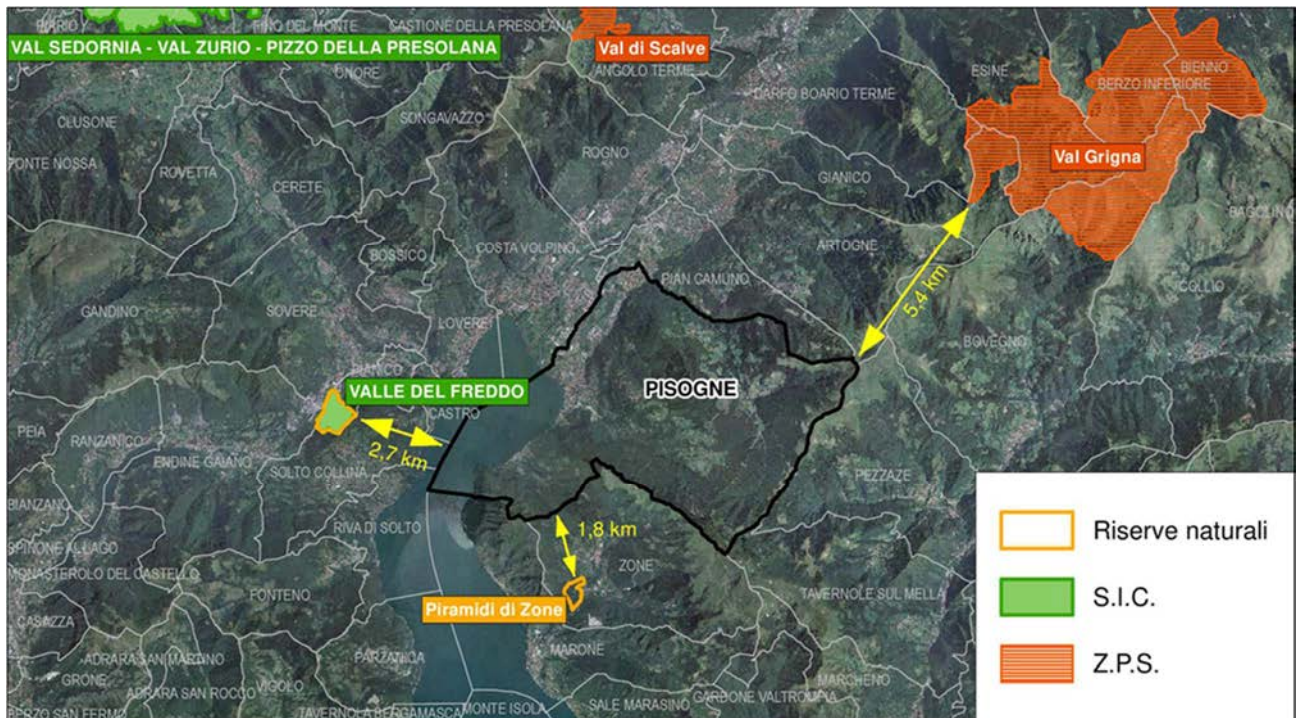 PIARIO
FINO DEL MONTE
CASTIONE DELLA PRESOLANA
VAL SEDORNIA - VAL ZURIO - PIZZO DELLA PRESOLANA
Val di Scalve
ONORE
ANGOLO TERME
ESINE
BIENNO
BERZO INFERIORE
DARFO BOARIO TERME
CLUSONE
SONGAVAZZO
PONTE NOSSA
ROVETTA
ROGNO
Val Grigna
CERETE
GIANICO
BAGOLINO
COSTA VOLPINO
ARTOGNE
BOSSICO
PIAN CAMUNO
COLLIO
GANDINO
SOVERE
5,4 km
LOVERE
BOVEGNO
PIANICO
VALLE DEL FREDDO
PISOGNE
CASTRO
PEIA
RANZANICO
2,7 km
ENDINE GAIANO
SOLTO COLLINA
PEZZAZE
BIANZANO
RIVA DI SOLTO
1,8 km
Riserve naturali
SPINONE AL LAGO
ZONE
MONASTEROLO DEL CASTELLO
FONTENO
TAVERNOLE SUL MELLA
S.I.C.
CASAZZA
Piramidi di Zone
MARONE
ADRARA SAN MARTINO
PARZANICA
GRONE
MARCHENO
Z.P.S.
ADRARA SAN ROCCO
VIGOLO
BERZO SAN FERMO
TAVERNOLA BERGAMASCA
MONTE ISOLA
SALE MARASINO